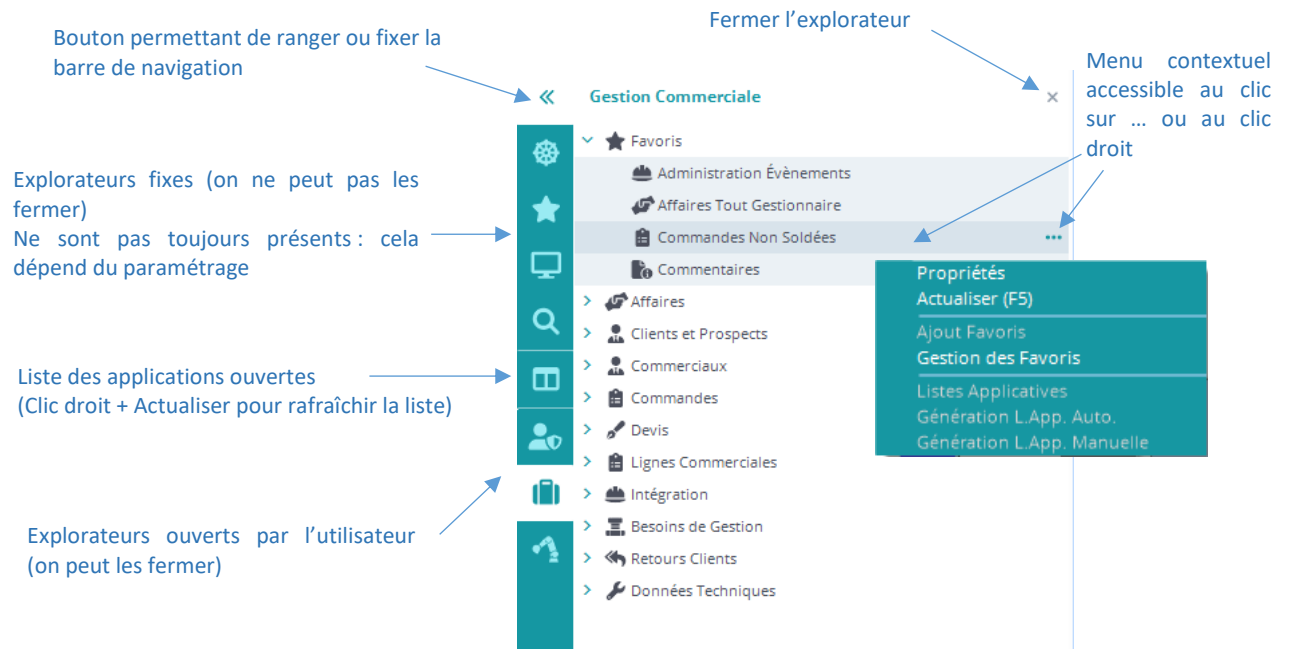 Fermer l’explorateur
Bouton permettant de ranger ou fixer la
barre de navigation
Menu contextuel
accessible au clic
sur … ou au clic
droit
Gestion Commerciale
Favoris
Administration Évènements
Affaires Tout Gestionnaire
Commandes Non Soldées
Commentaires
Affaires
Clients et Prospects
Commerciaux
Commandes
Devis
Lignes Commerciales
Intégration
Besoins de Gestion
Retours Clients
Données Techniques
Explorateurs fixes (on ne peut pas les
fermer)
Ne sont pas toujours présents : cela
dépend du paramétrage
Propriétés
Actualiser (F5)
Ajout Favoris
Gestion des Favoris
Listes Applicatives
Génération L.App. Auto.
Génération L.App. Manuelle
Liste des applications ouvertes
(Clic droit + Actualiser pour rafraîchir la liste)
Explorateurs ouverts par l’utilisateur
(on peut les fermer)